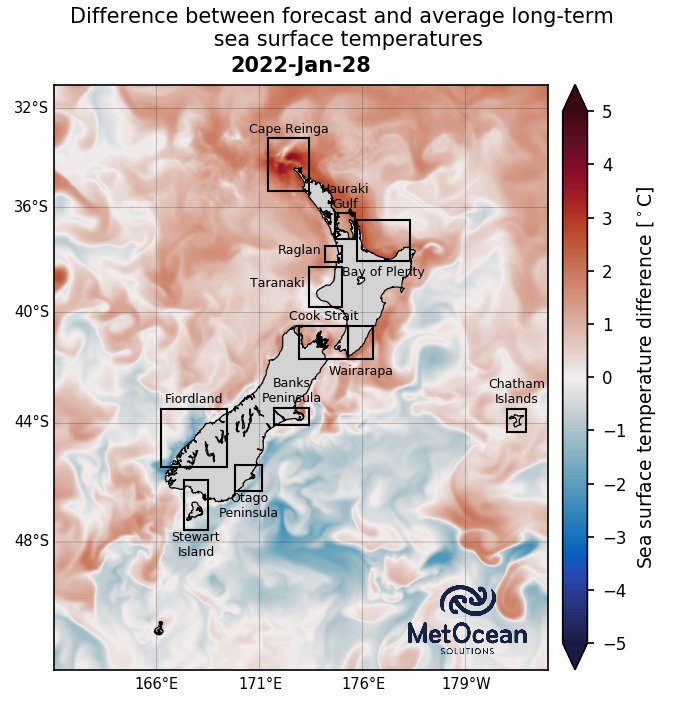 Difference between forecast and average long-term
sea surface temperatures
2022-Jan-28
32°S
36°S
40°S
44°S
48°S
166°E
171°E
176°E
179°W
Cape Reinga
Hauraki
Gulf
Raglan
Bay of Plenty
Taranaki
Cook Strait
Wairarapa
Banks
Peninsula
Fiordland
Chatham
Islands
Otago
Peninsula
Stewart
Island
MetOcean
SOLUTIONS
5
4
3
2
1
0
−1
−2
−3
−4
−5
Sea surface temperature difference [°C]